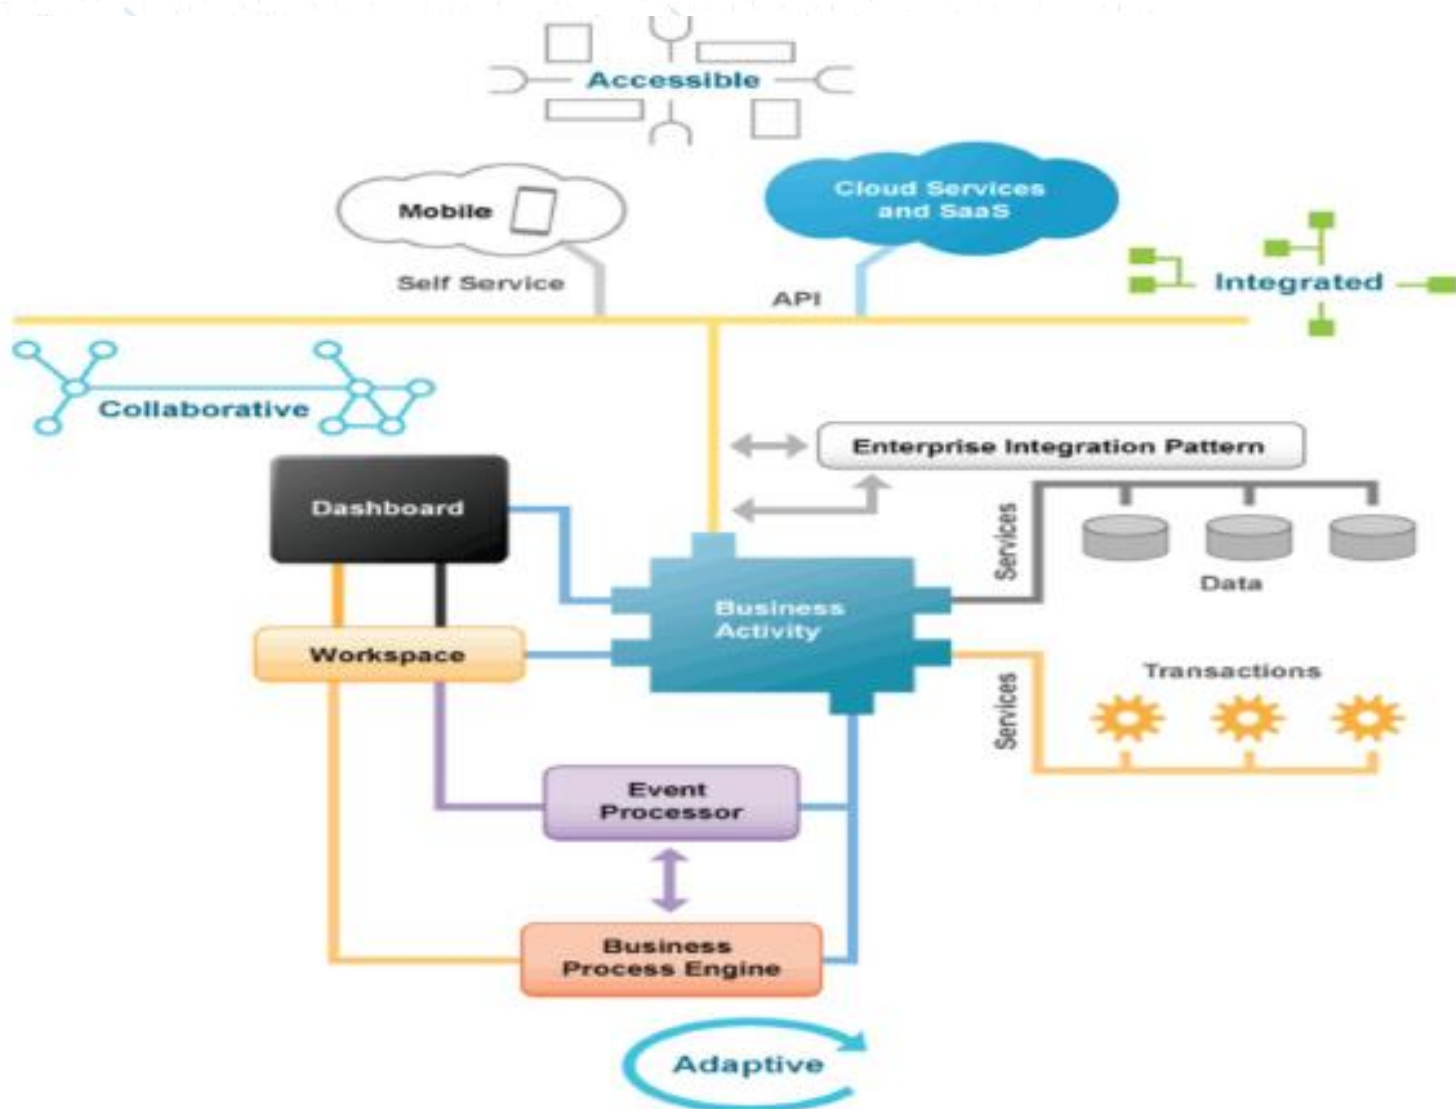 Accessible
Mobile
Cloud Services
and SaaS
Self Service
API
Integrated
Collaborative
Enterprise Integration Pattern
Dashboard
Services
Data
Business
Activity
Workspace
Services
Transactions
Event
Processor
Business
Process Engine
Adaptive